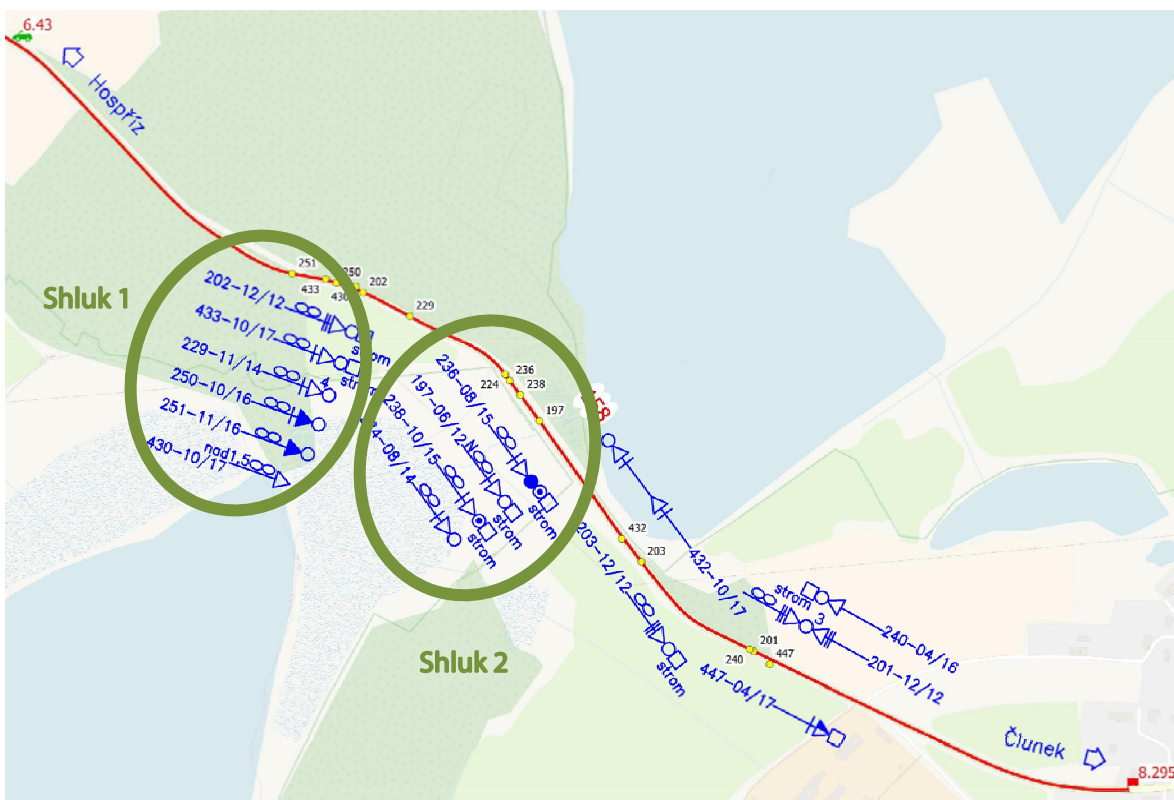 6.43
Hospříz
Shluk 1
251
433
250
430
202
229
202-12/12
strom
433-10/17
strom
229-11/14
4
250-10/16
251-11/16
nad1,5
430-10/17
236
224
238
197
236-08/15
strom
197-06/12
N
strom
238-10/15
strom
4-08/14
Shluk 2
58
432
203
432-10/17
203-12/12
strom
201
240
447
strom
3
240-04/16
201-12/12
447-04/17
Člunek
8.295